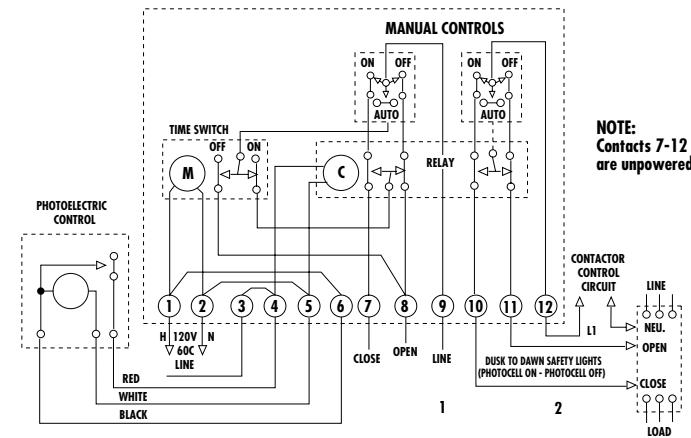 MANUAL CONTROLS
ON OFF
ON OFF
AUTO
AUTO
NOTE:
Contacts 7-12
are unpowered
TIME SWITCH
OFF ON
M
C
RELAY
PHOTOELECTRIC
CONTROL
1 2 3 4 5 6 7 8 9 10 11 12
H 120V N
60C
LINE
CLOSE
OPEN
LINE
CONTACTOR
CONTROL
CIRCUIT
L1
LINE
NEU.
OPEN
CLOSE
LOAD
DUSK TO DAWN SAFETY LIGHTS
(PHOTOCELL ON - PHOTOCELL OFF)
RED
WHITE
BLACK
1
2